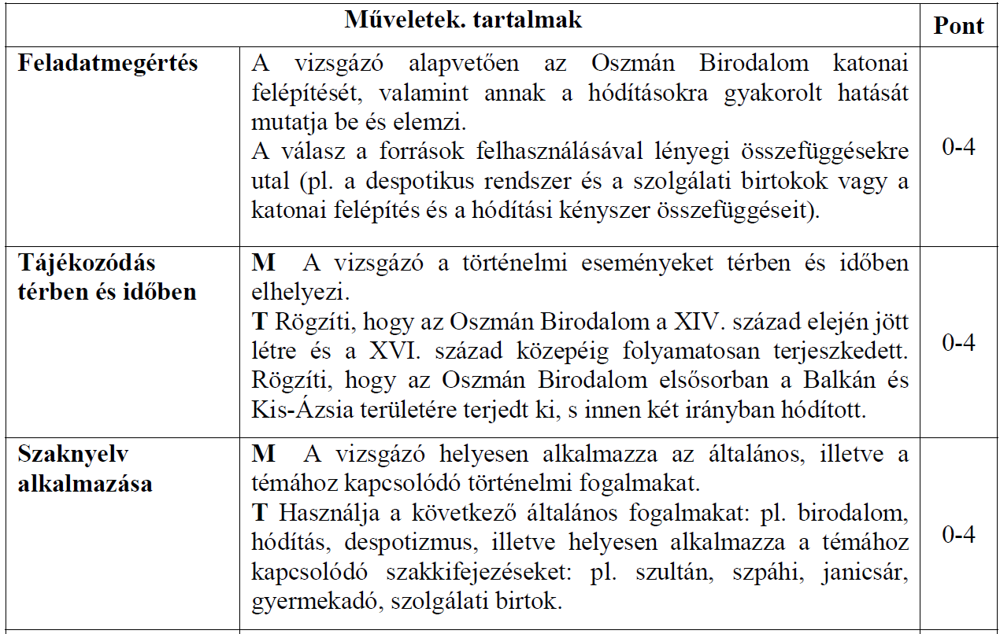 Műveletek. tartalmak
Pont
Feladatmegértés
A vizsgázó alapvetően az Oszmán Birodalom katonai
felépítését, valamint annak a hódításokra gyakorolt hatását
mutatja be és elemzi.
A válasz a források felhasználásával lényegi összefüggésekre
utal (pl. a despotikus rendszer és a szolgálati birtokok vagy a
katonai felépítés és a hódítási kényszer összefüggéseit).
0-4
Tájékozódás
térben és időben
M A vizsgázó a történelmi eseményeket térben és időben
elhelyezi.
T Rögzíti, hogy az Oszmán Birodalom a XIV. század elején jött
létre és a XVI. század közepéig folyamatosan terjeszkedett.
Rögzíti, hogy az Oszmán Birodalom elsősorban a Balkán és
Kis-Ázsia területére terjedt ki, s innen két irányban hódított.
0-4
Szaknyelv
alkalmazása
M A vizsgázó helyesen alkalmazza az általános, illetve a
témához kapcsolódó történelmi fogalmakat.
T Használja a következő általános fogalmakat: pl. birodalom,
hódítás, despotizmus, illetve helyesen alkalmazza a témához
kapcsolódó szakkifejezéseket: pl. szultán, szpáhi, janicsár,
gyermekadó, szolgálati birtok.
0-4